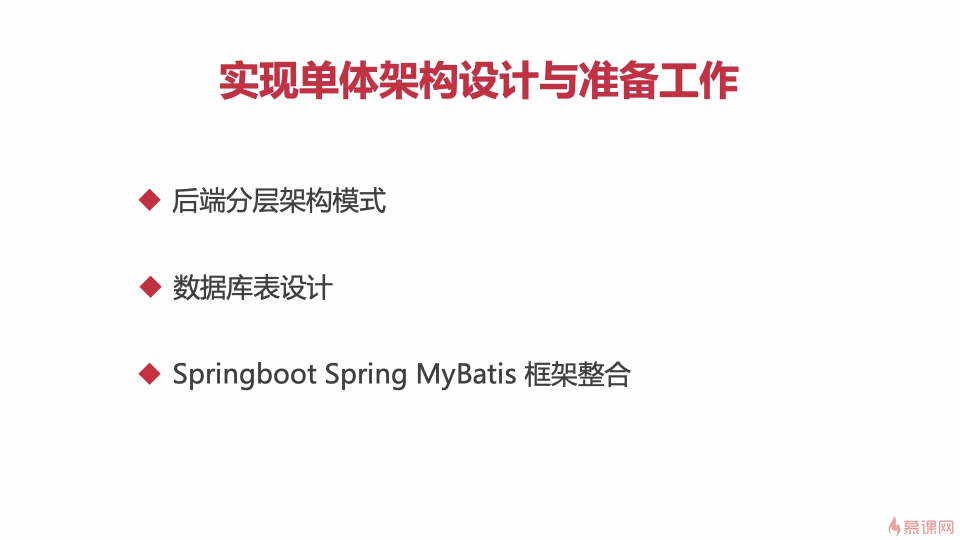 实现单体架构设计与准备工作
后端分层架构模式
数据库表设计
Springboot Spring MyBatis 框架整合
慕课网